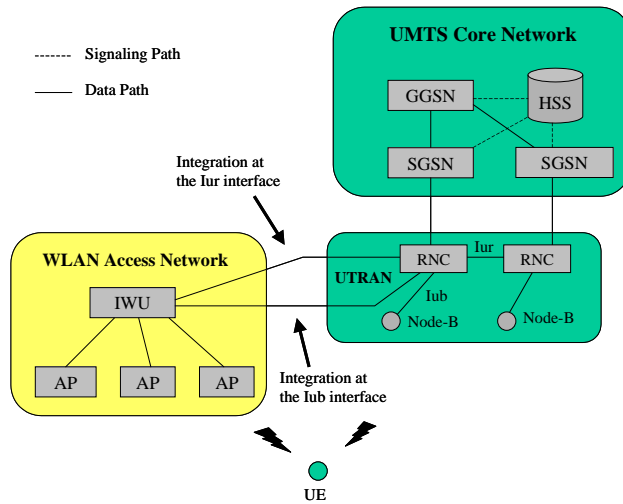 UMTS Core Network
Signaling Path
Data Path
GGSN
HSS
SGSN
SGSN
Integration at
the Iur interface
WLAN Access Network
UTRAN
RNC
Iur
RNC
IWU
Iub
Node-B
Node-B
AP
AP
AP
Integration at
the Iub interface
UE